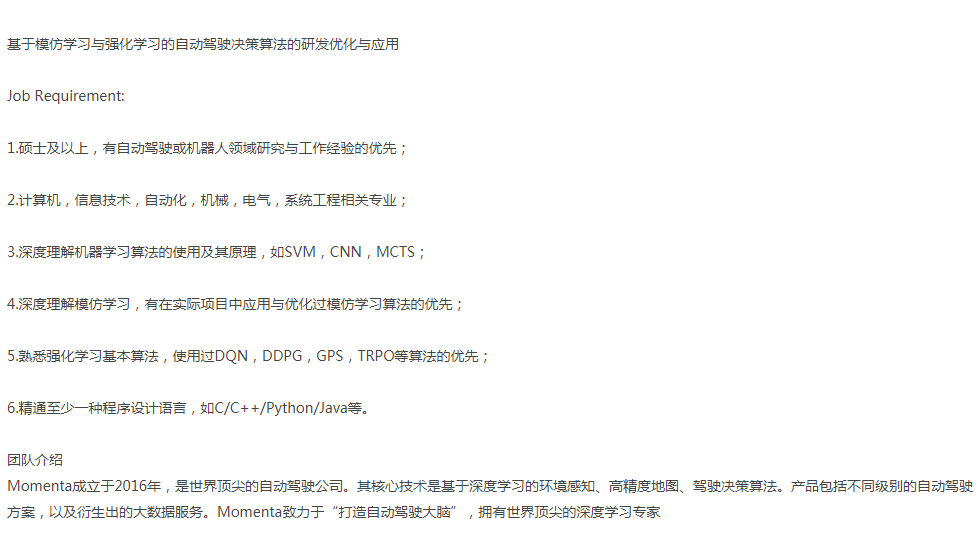 基于模仿学习与强化学习的自动驾驶决策算法的研发优化与应用
Job Requirement:
1.硕士及以上，有自动驾驶或机器人领域研究与工作经验的优先；
2.计算机，信息技术，自动化，机械，电气，系统工程相关专业；
3.深度理解机器学习算法的使用及其原理，如SVM，CNN，MCTS；
4.深度理解模仿学习，有在实际项目中应用与优化过模仿学习算法的优先；
5.熟悉强化学习基本算法，使用过DQN，DDPG，GPS，TRPO等算法的优先；
6.精通至少一种程序设计语言，如C/C++/Python/Java等。
团队介绍
Momenta成立于2016年，是世界顶尖的自动驾驶公司。其核心技术是基于深度学习的环境感知、高精度地图、驾驶决策算法。产品包括不同级别的自动驾驶
方案，以及衍生出的大数据服务。Momenta致力于“打造自动驾驶大脑”，拥有世界顶尖的深度学习专家